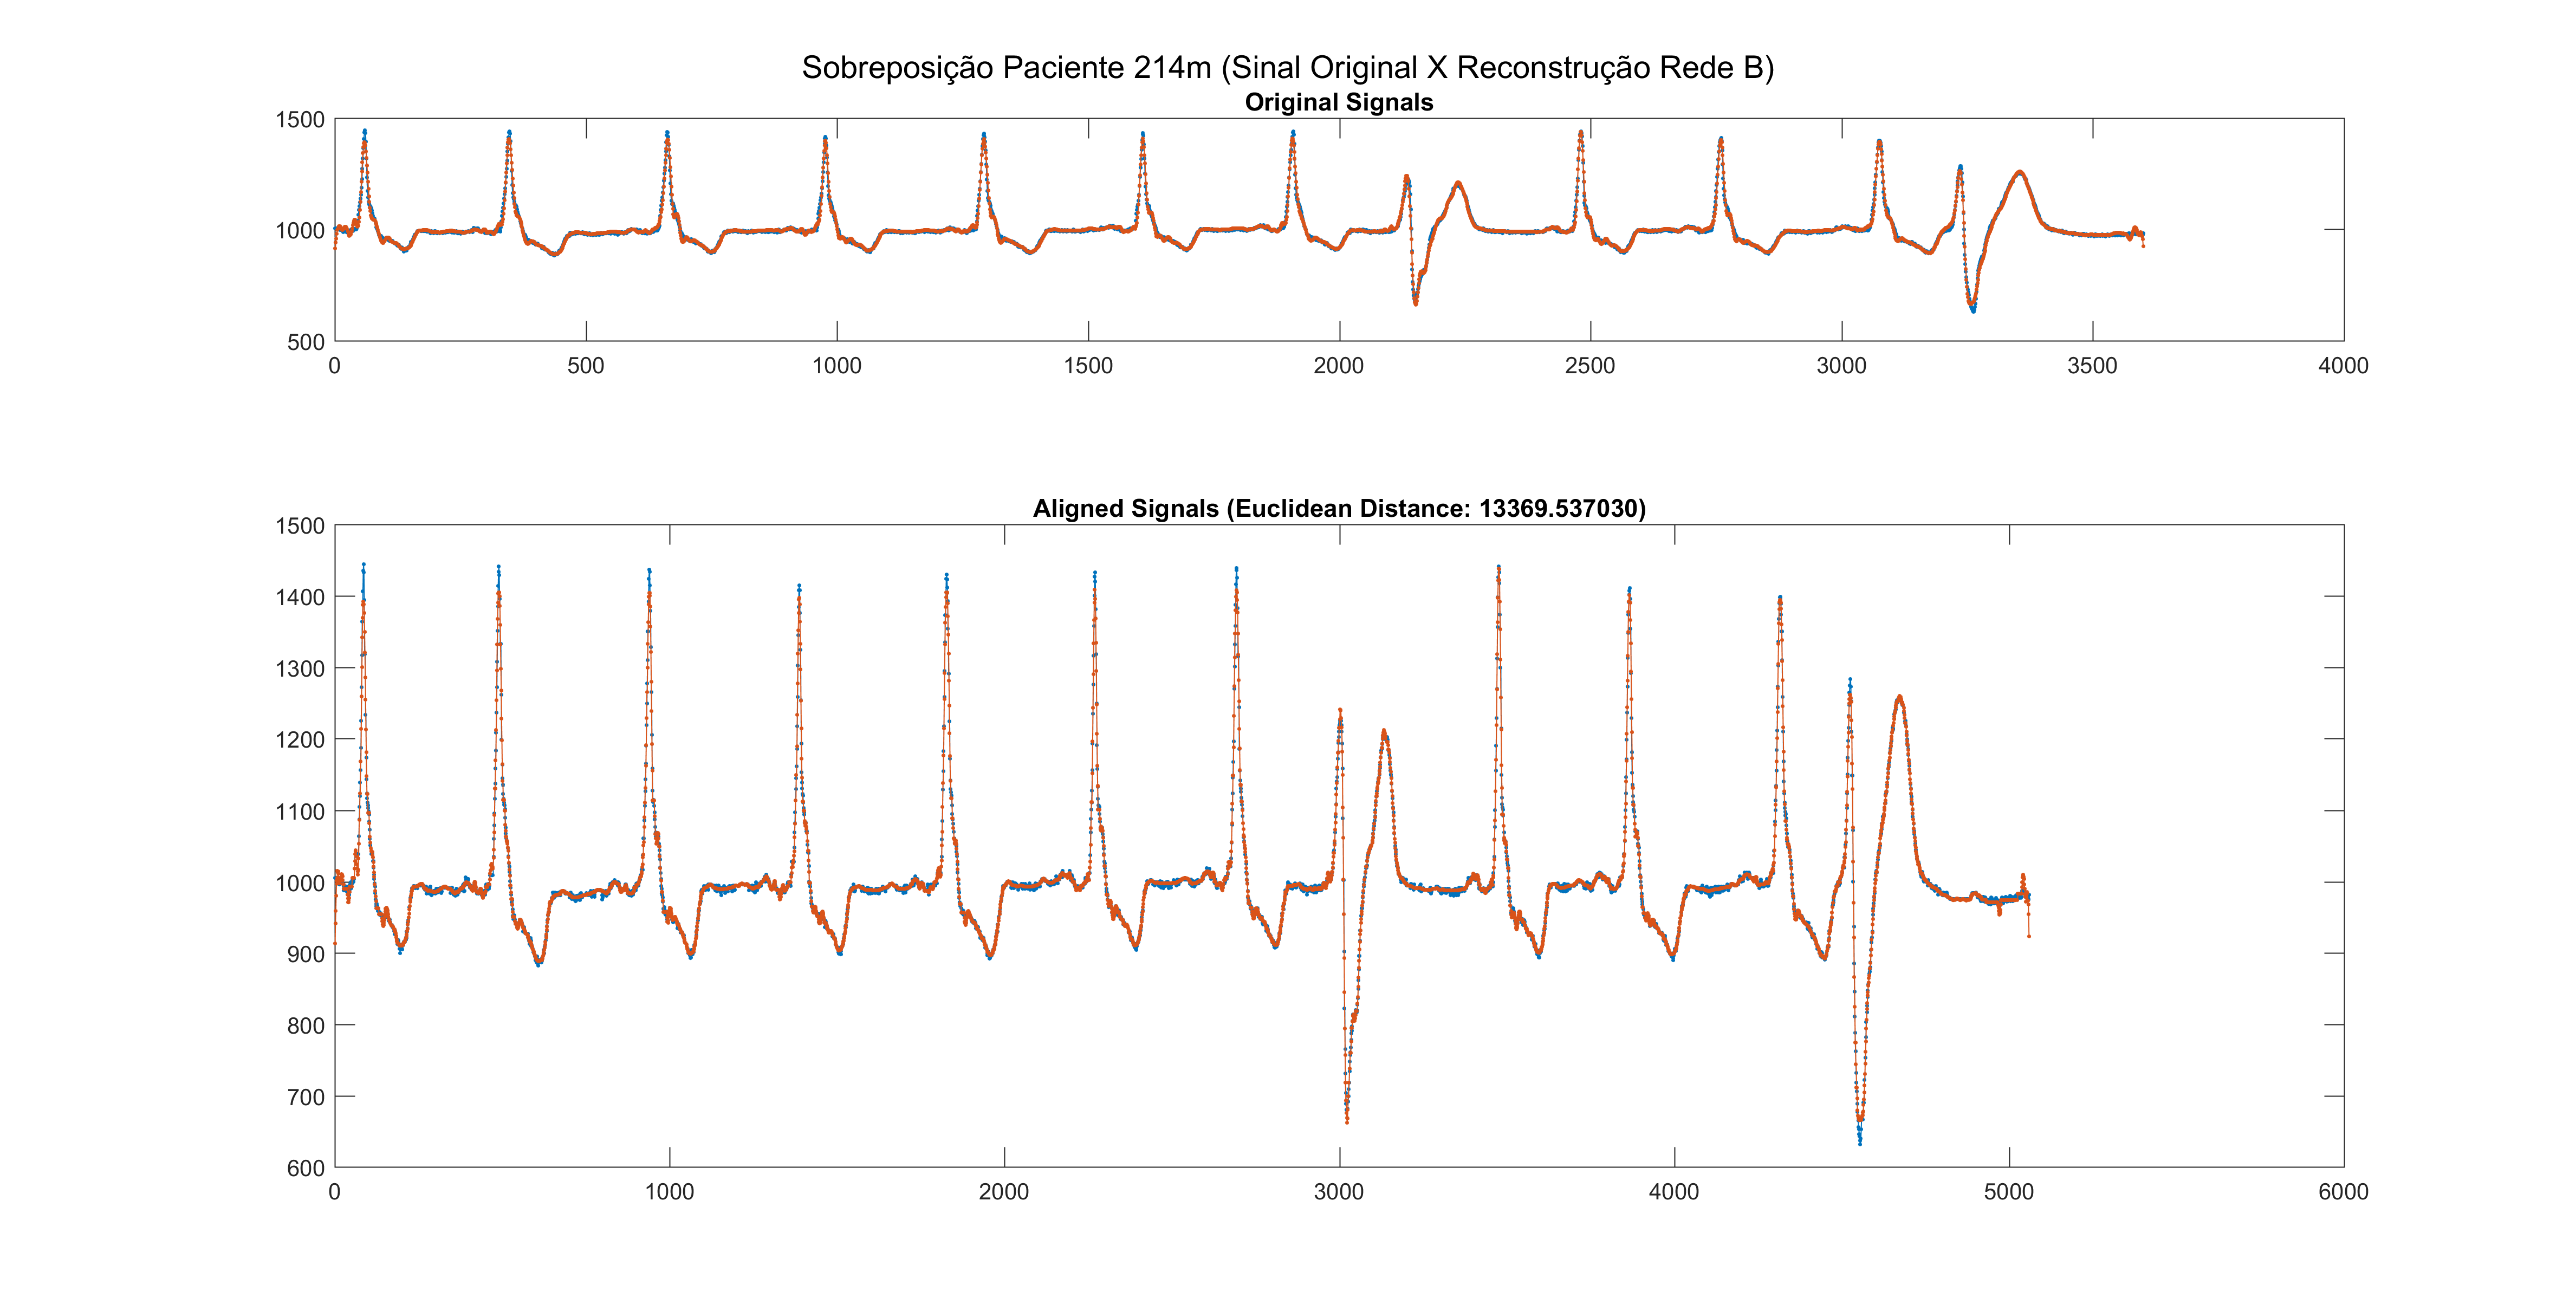 Sobreposição Paciente 214m (Sinal Original X Reconstrução Rede B)
Original Signals
1500
1000
500
0 500 1000 1500 2000 2500 3000 3500 4000
Aligned Signals (Euclidean Distance: 13369.537030)
1500
1400
1300
1200
1100
1000
900
800
700
600
0 1000 2000 3000 4000 5000 6000